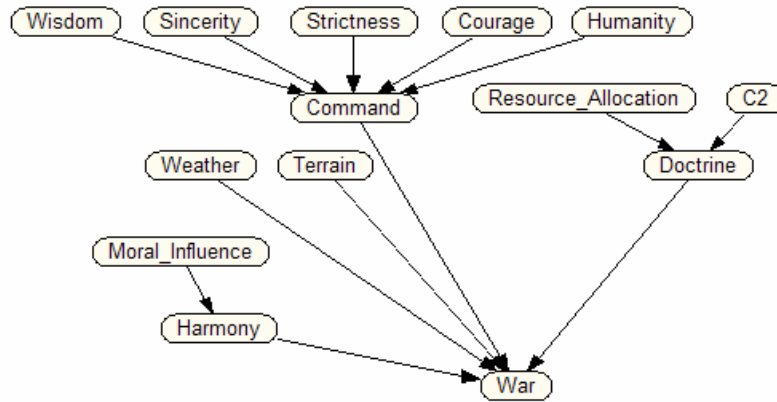 Wisdom
Sincerity
Strictness
Courage
Humanity
Command
Resource_Allocation
C2
Weather
Terrain
Doctrine
Moral_Influence
Harmony
War